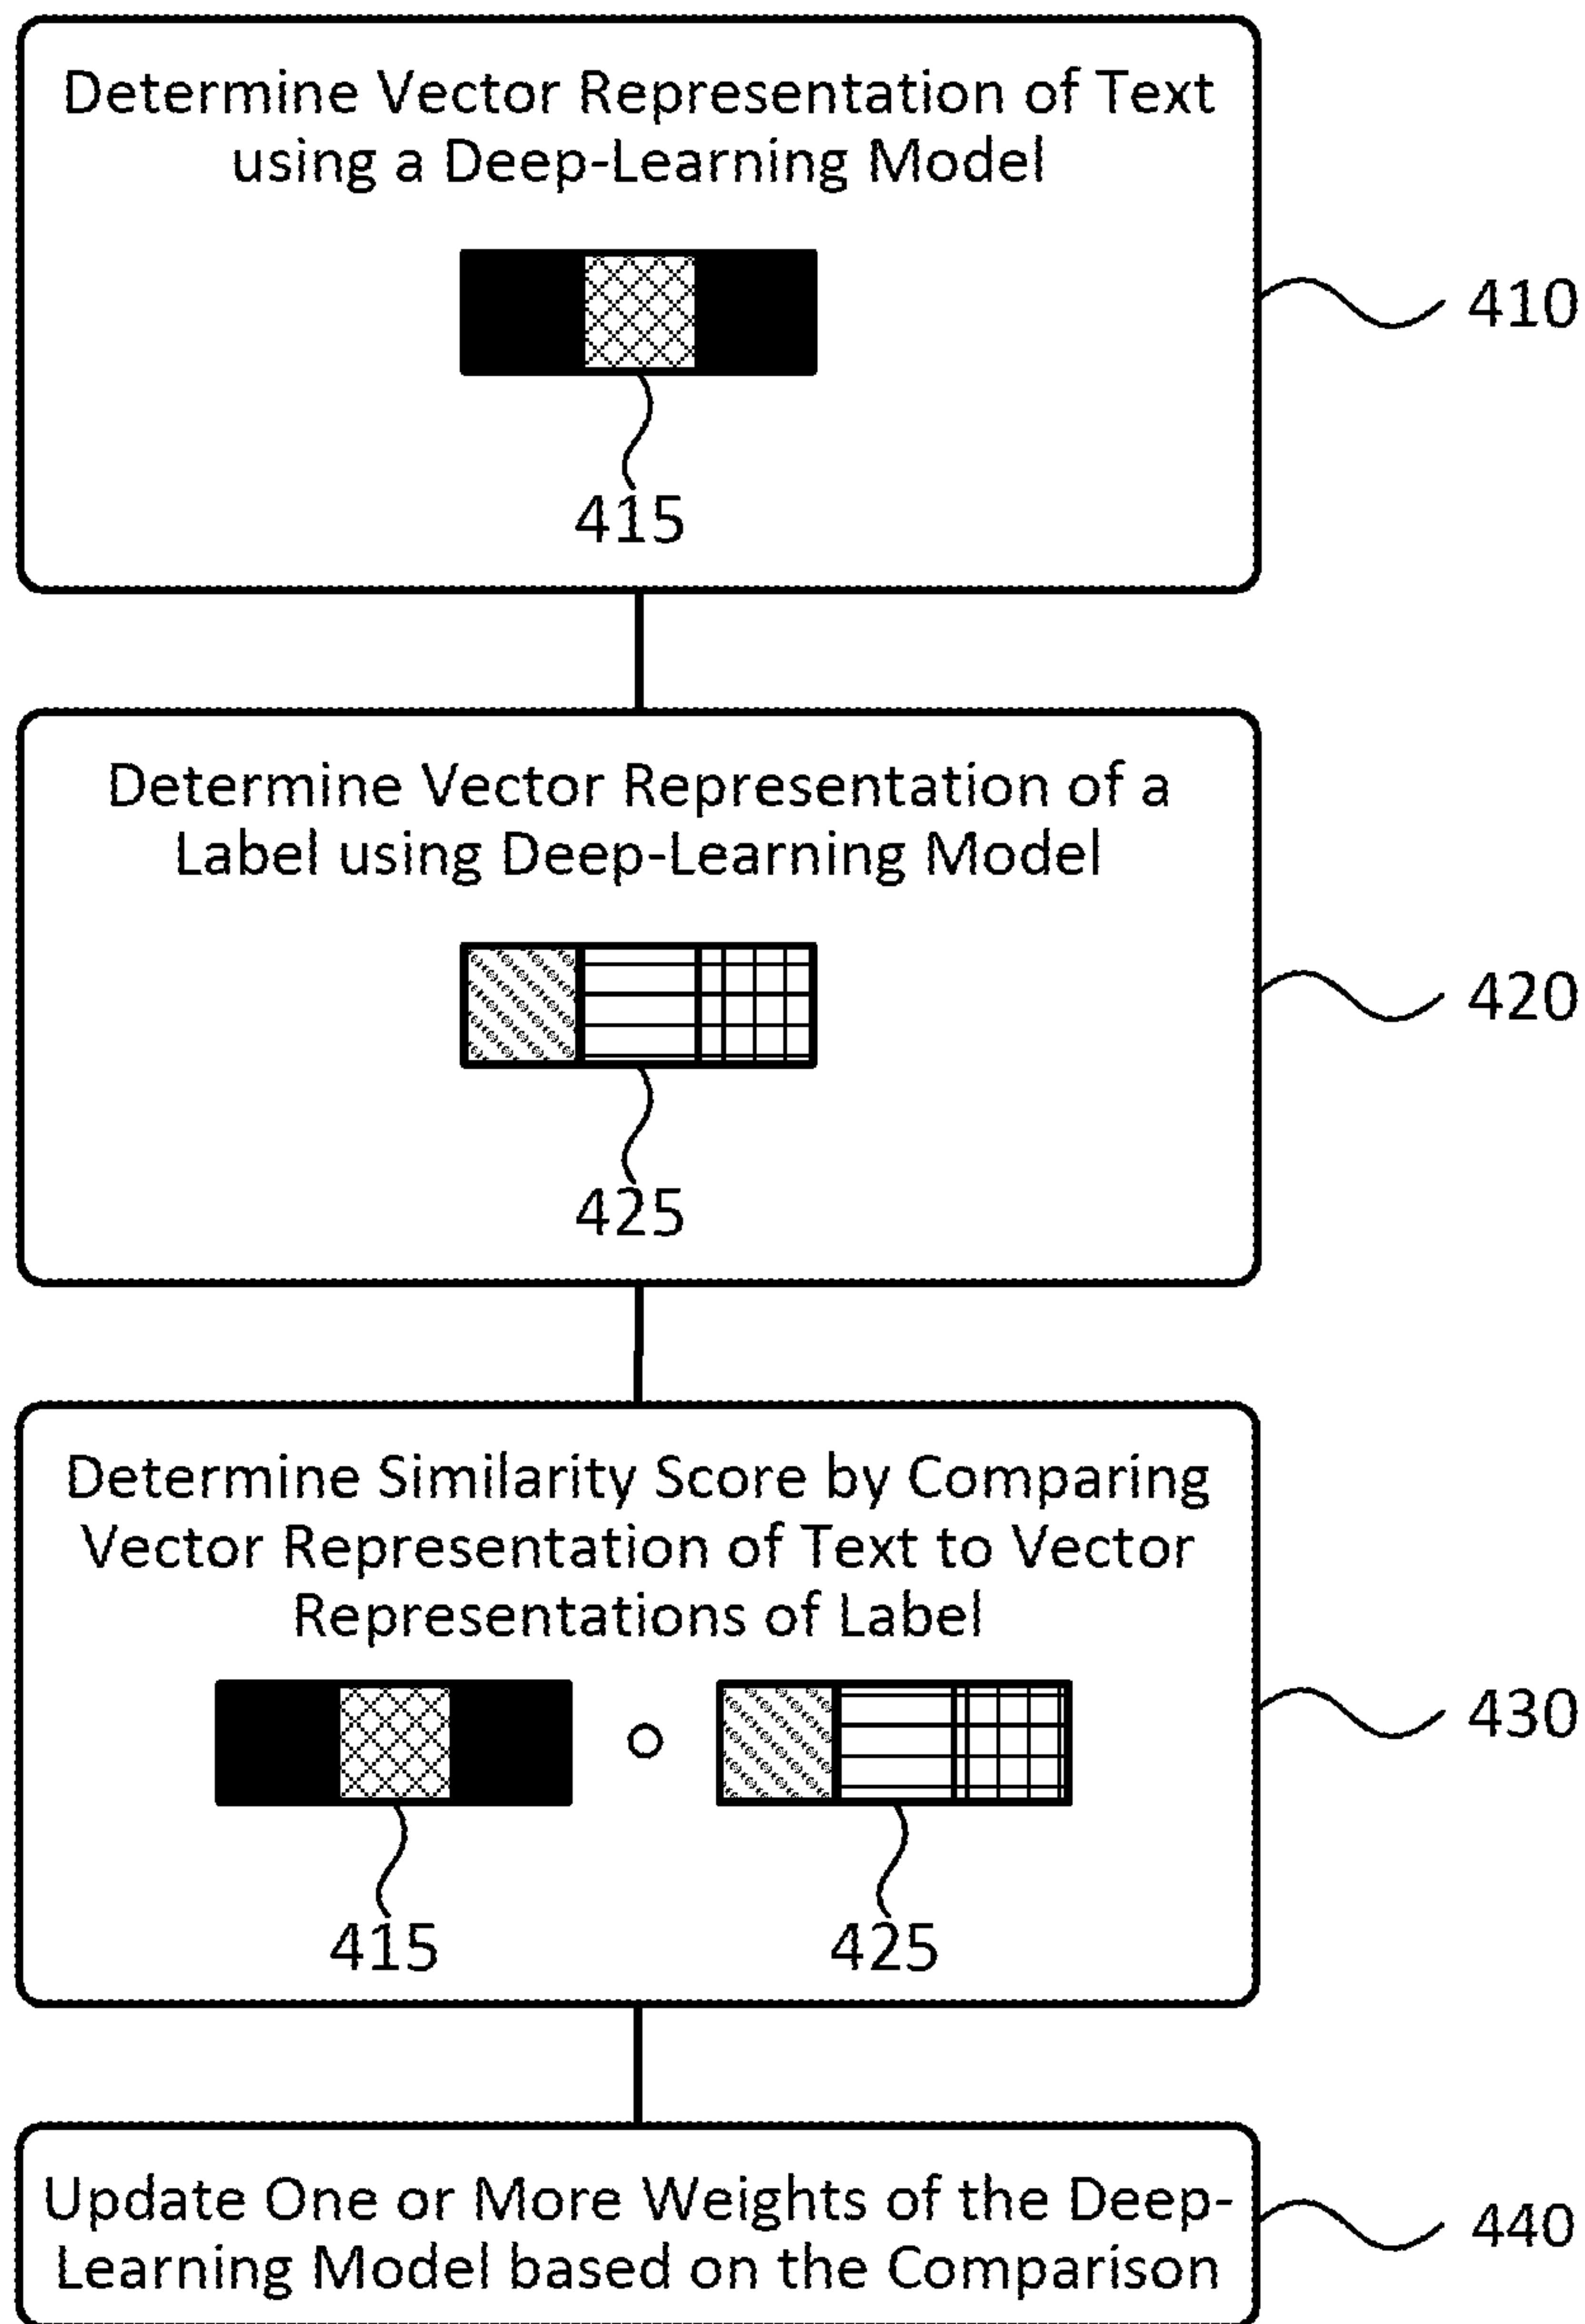 Determine Vector Representation of Text
using a Deep-Learning Model
410
415
Determine Vector Representation of a
Label using Deep-Learning Model
420
425
Determine Similarity Score by Comparing
Vector Representation of Text to Vector
Representations of Label
430
415
425
Update One or More Weights of the Deep-
Learning Model based on the Comparison
440